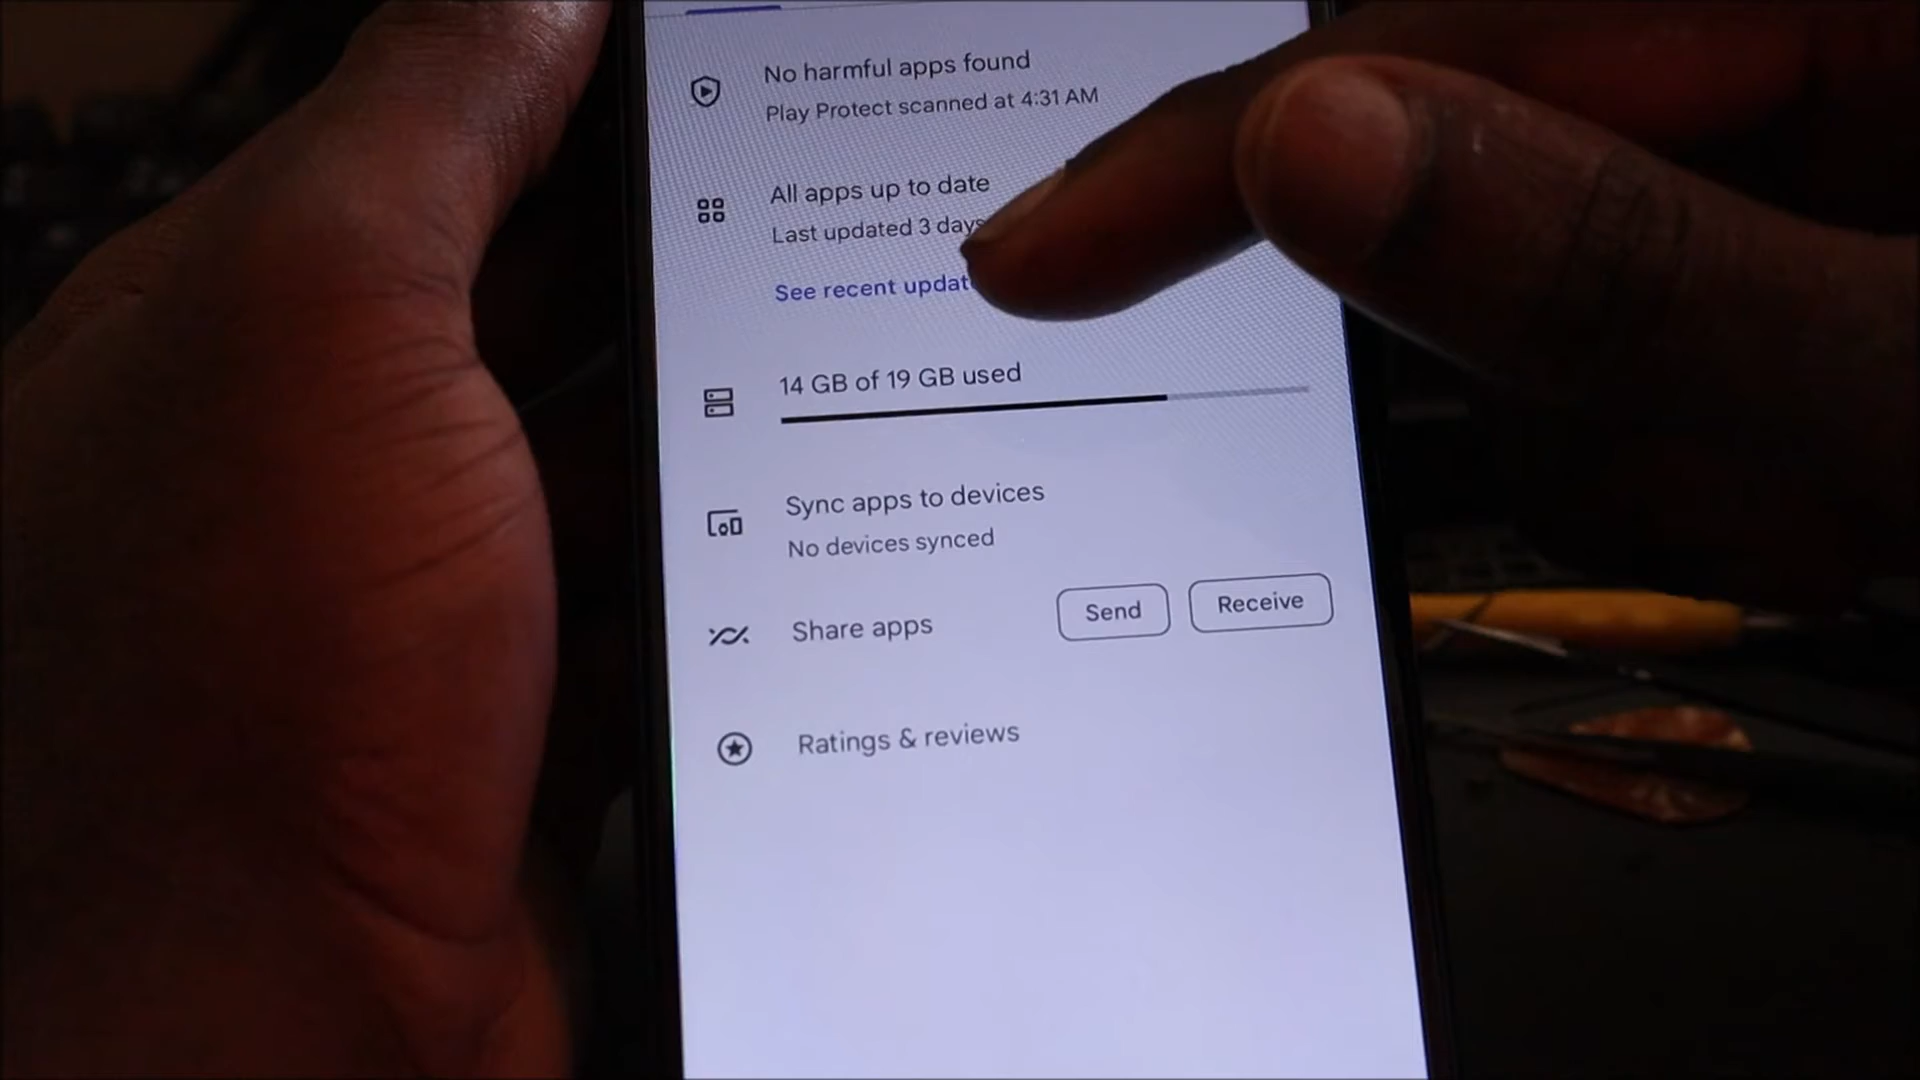 No harmful apps found
Play Protect scanned at 4:31 AM
All apps up to date
Last updated 3 days
See recent
14 GB of 19 GB used
Sync apps to devices
No devices synced
Share apps
Send
Receive
Ratings & reviews